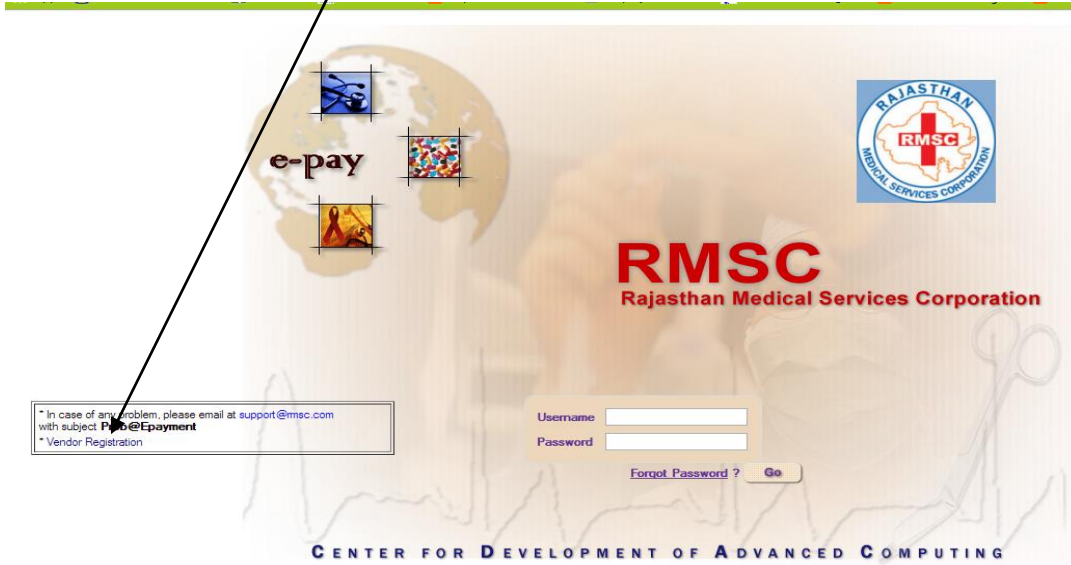 e-pay
RAJASTHAN
RMSC
MEDICAL SERVICES CORPORATION
RMSC
Rajasthan Medical Services Corporation
* In case of any problem, please email at support@rmsc.com
with subject @Epayment
* Vendor Registration
Username
Password
Forgot Password ? Go
CENTER FOR DEVELOPMENT OF ADVANCED COMPUTING